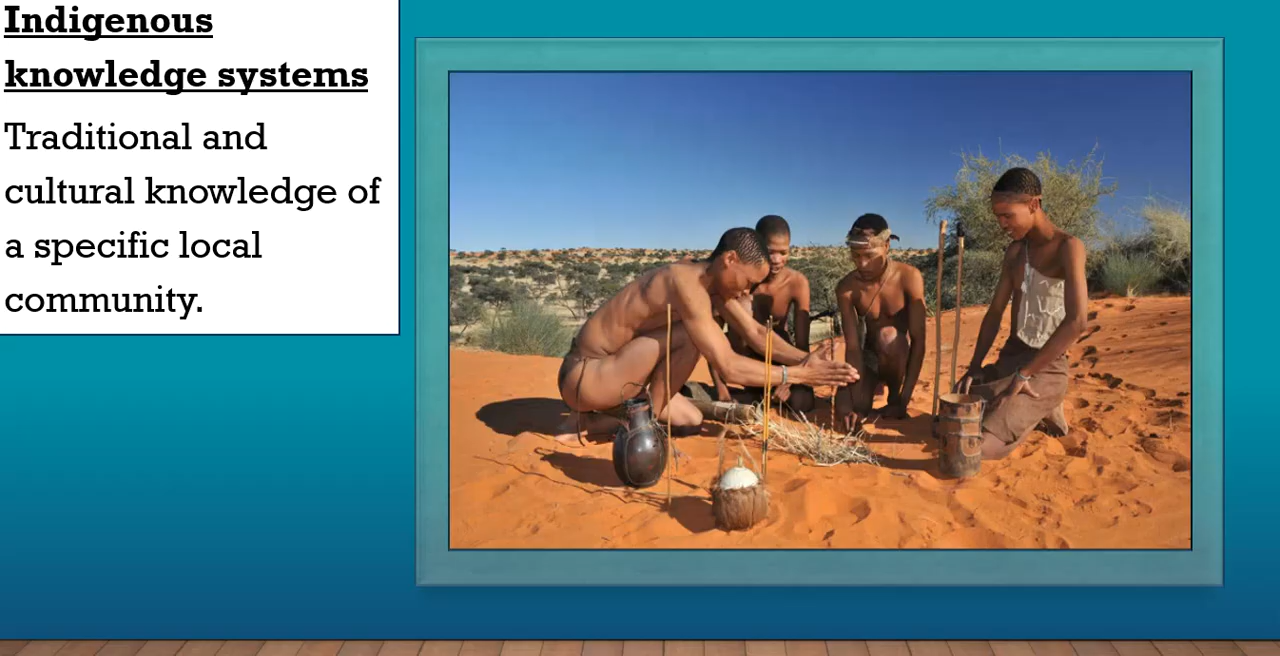 Indigenous
knowledge systems
Traditional and
cultural knowledge of
a specific local
community.